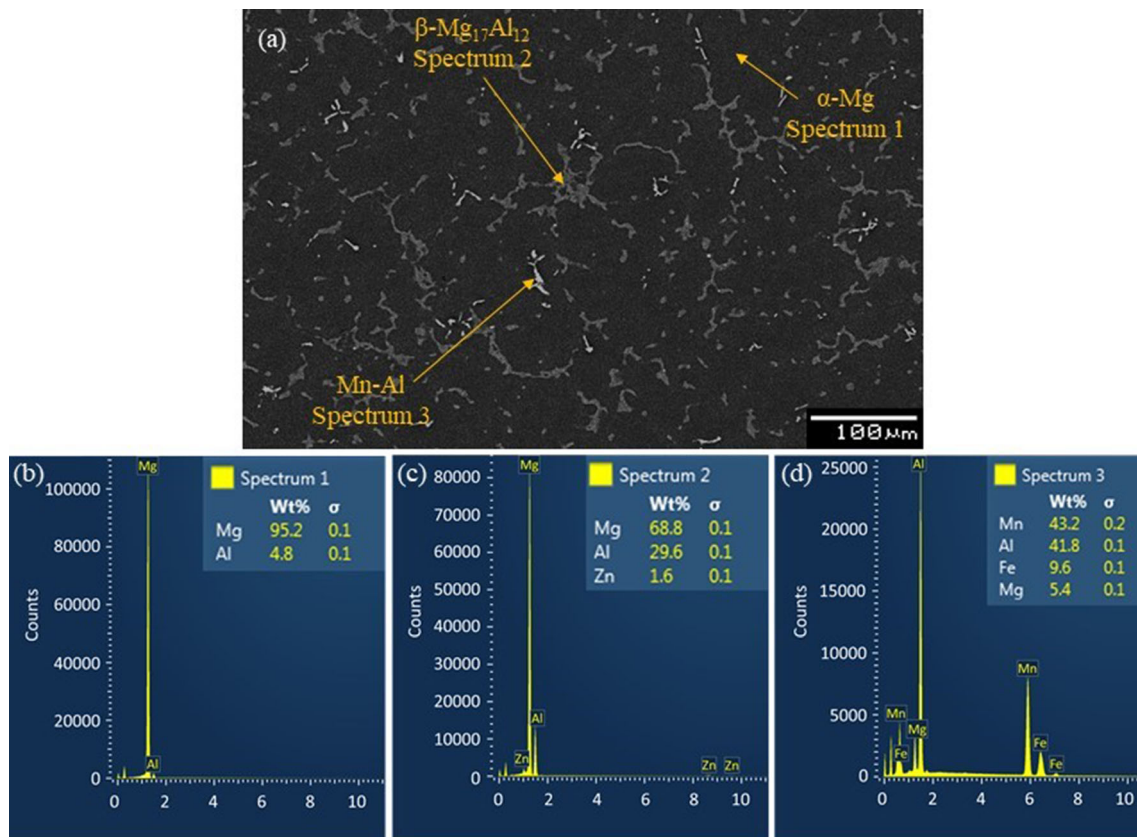 (a)
β-Mg17Al12
Spectrum 2
α-Mg
Spectrum 1
Mn-Al
Spectrum 3
100µm
(b)
Mg
Spectrum 1
Wt% σ
Mg 95.2 0.1
Al 4.8 0.1
100000
80000
60000
40000
20000
0
Counts
Al
0 2 4 6 8 10
(c)
Mg
Spectrum 2
Wt% σ
Mg 68.8 0.1
Al 29.6 0.1
Zn 1.6 0.1
80000
70000
60000
50000
40000
30000
20000
10000
0
Counts
Al
Zn
Zn Zn
0 2 4 6 8 10
(d)
Al
Spectrum 3
Wt% σ
Mn 43.2 0.2
Al 41.8 0.1
Fe 9.6 0.1
Mg 5.4 0.1
25000
20000
15000
10000
5000
0
Counts
Mn
Mn
Mg
Fe
Fe
Fe
0 2 4 6 8 10